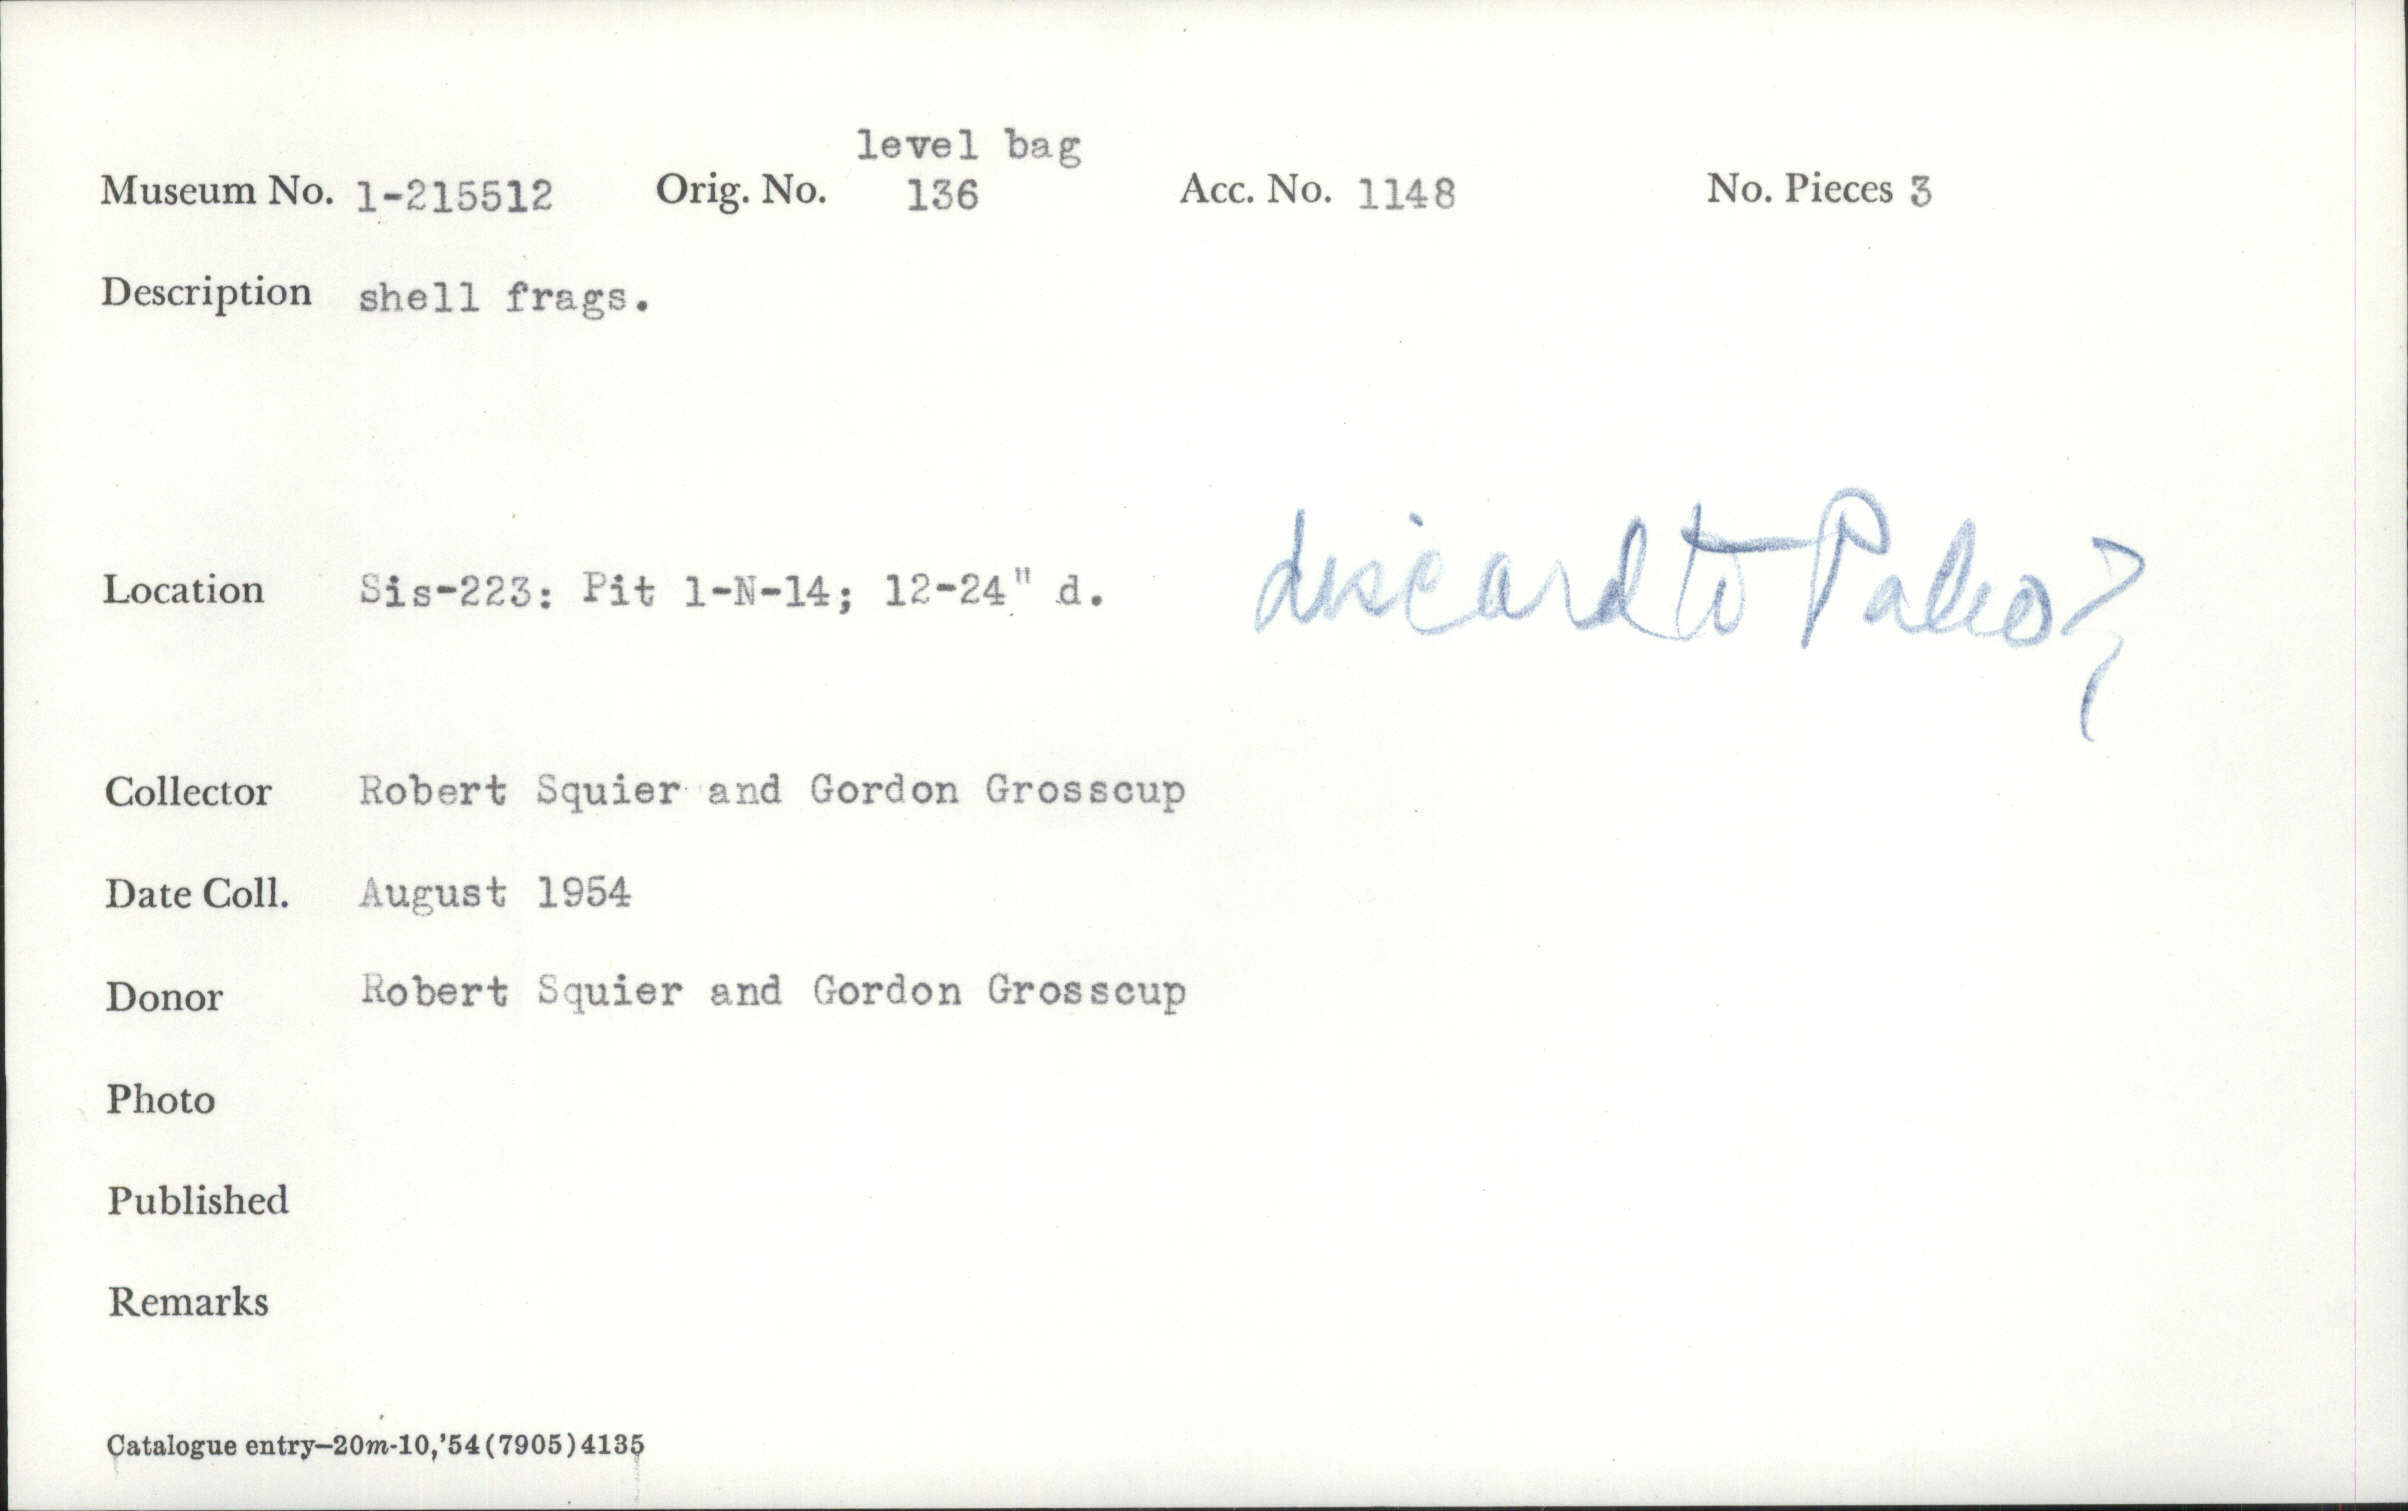 level bag
Museum No. 1-215512 Orig. No. 136 Acc. No. 1148 No. Pieces 3
Description shell frags.
Location Sis-223: Pit 1-N-14; 12-24" d. discard to Paleo?
Collector Robert Squier and Gordon Grosscup
Date Coll. August 1954
Donor Robert Squier and Gordon Grosscup
Photo
Published
Remarks
Catalogue entry—20m-10,'54(7905)4135